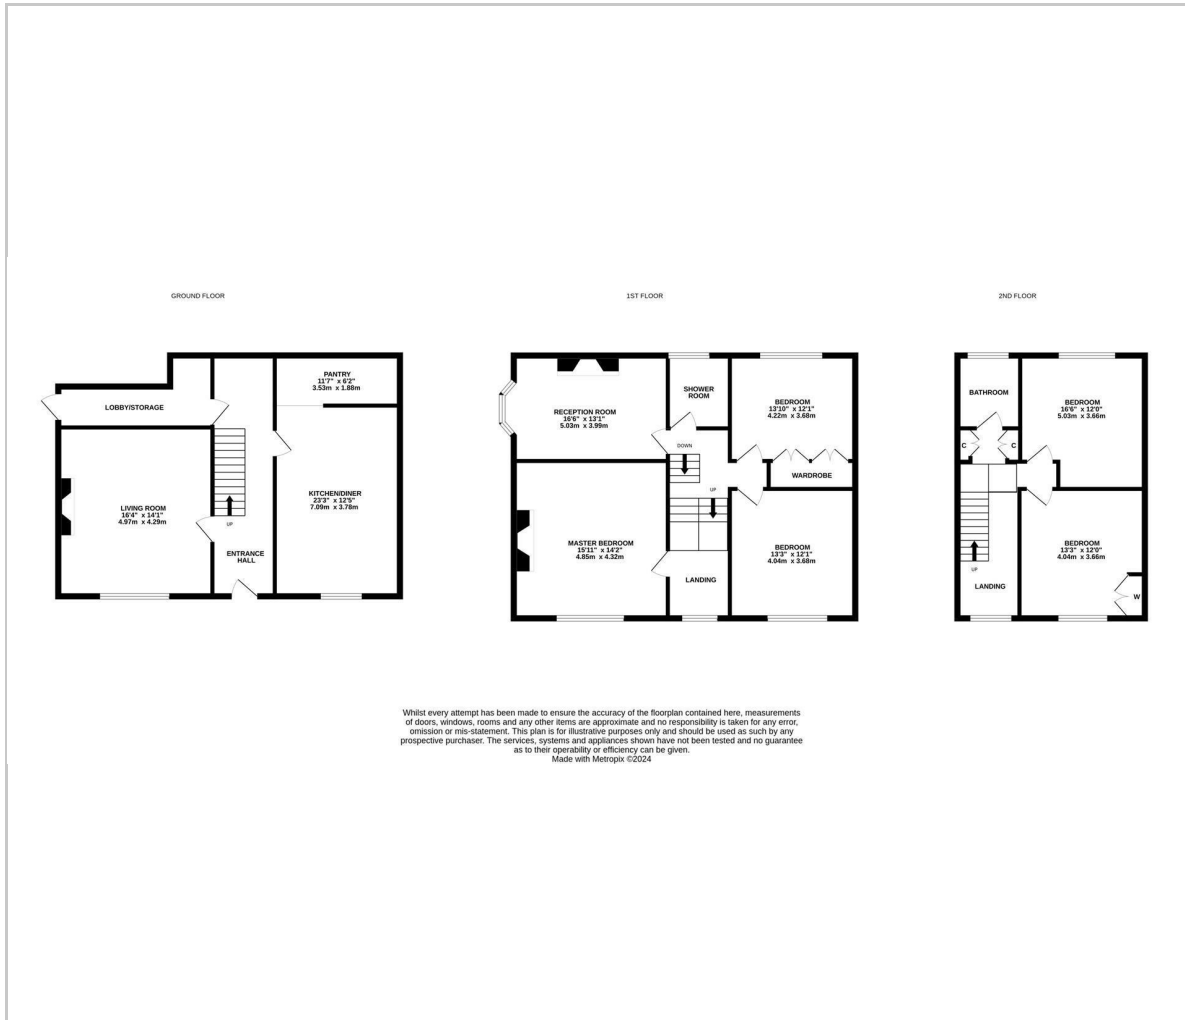 GROUND FLOOR
PANTRY
11'7" x 6'2"
3.53m x 1.88m
LOBBY/STORAGE
LIVING ROOM
16'4" x 14'1"
4.97m x 4.29m
UP
ENTRANCE
HALL
KITCHEN/DINER
23'3" x 12'5"
7.09m x 3.78m
1ST FLOOR
RECEPTION ROOM
16'6" x 13'1"
5.03m x 3.99m
SHOWER
ROOM
BEDROOM
13'10" x 12'1"
4.22m x 3.68m
DOWN
WARDROBE
UP
MASTER BEDROOM
15'11" x 14'2"
4.85m x 4.32m
LANDING
BEDROOM
13'3" x 12'1"
4.04m x 3.68m
2ND FLOOR
BATHROOM
BEDROOM
16'6" x 12'0"
5.03m x 3.66m
C
C
BEDROOM
13'3" x 12'0"
4.04m x 3.66m
UP
LANDING
W
Whilst every attempt has been made to ensure the accuracy of the floorplan contained here, measurements
of doors, windows, rooms and any other items are approximate and no responsibility is taken for any error,
omission or mis-statement. This plan is for illustrative purposes only and should be used as such by any
prospective purchaser. The services, systems and appliances shown have not been tested and no guarantee
as to their operability or efficiency can be given.
Made with Metropix ©2024